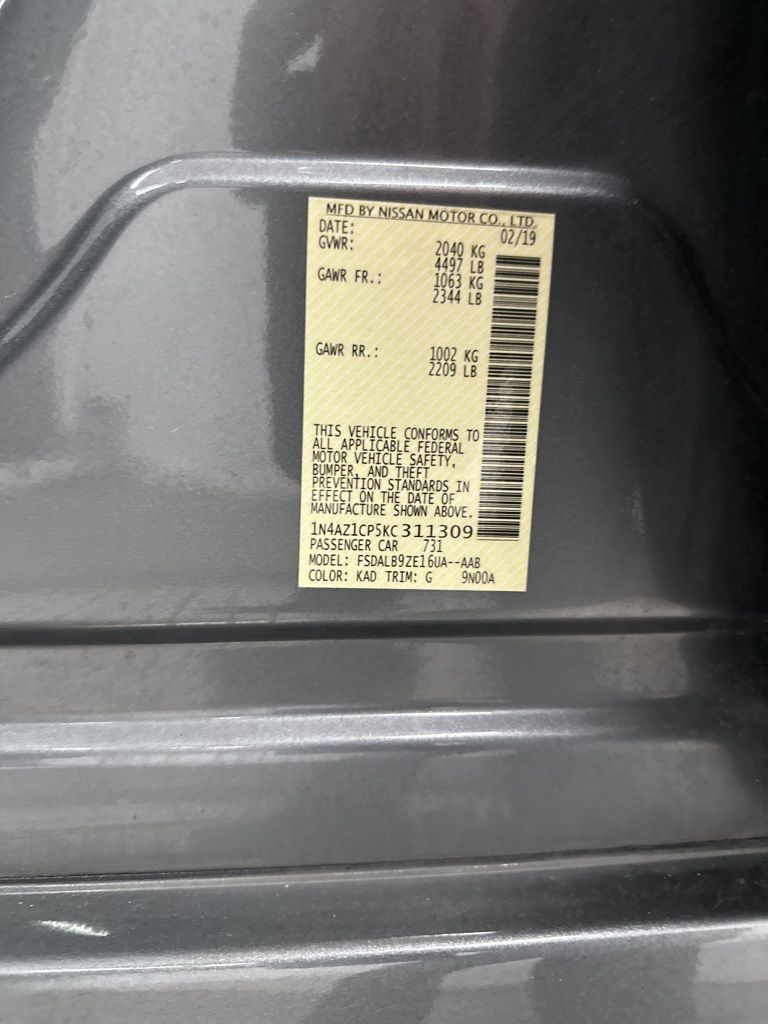 MFD BY NISSAN MOTOR CO., LTD.
DATE: 02/19
GVWR: 2040 KG
4497 LB
GAWR FR.: 1063 KG
2344 LB
GAWR RR.: 1002 KG
2209 LB
THIS VEHICLE CONFORMS TO
ALL APPLICABLE FEDERAL
MOTOR VEHICLE SAFETY,
BUMPER, AND THEFT
PREVENTION STANDARDS IN
EFFECT ON THE DATE OF
MANUFACTURE SHOWN ABOVE.
1N4AZ1CP5KC311309
PASSENGER CAR 731
MODEL: FSDALB9ZE16UA--AAB
COLOR: KAD TRIM: G 9N00A